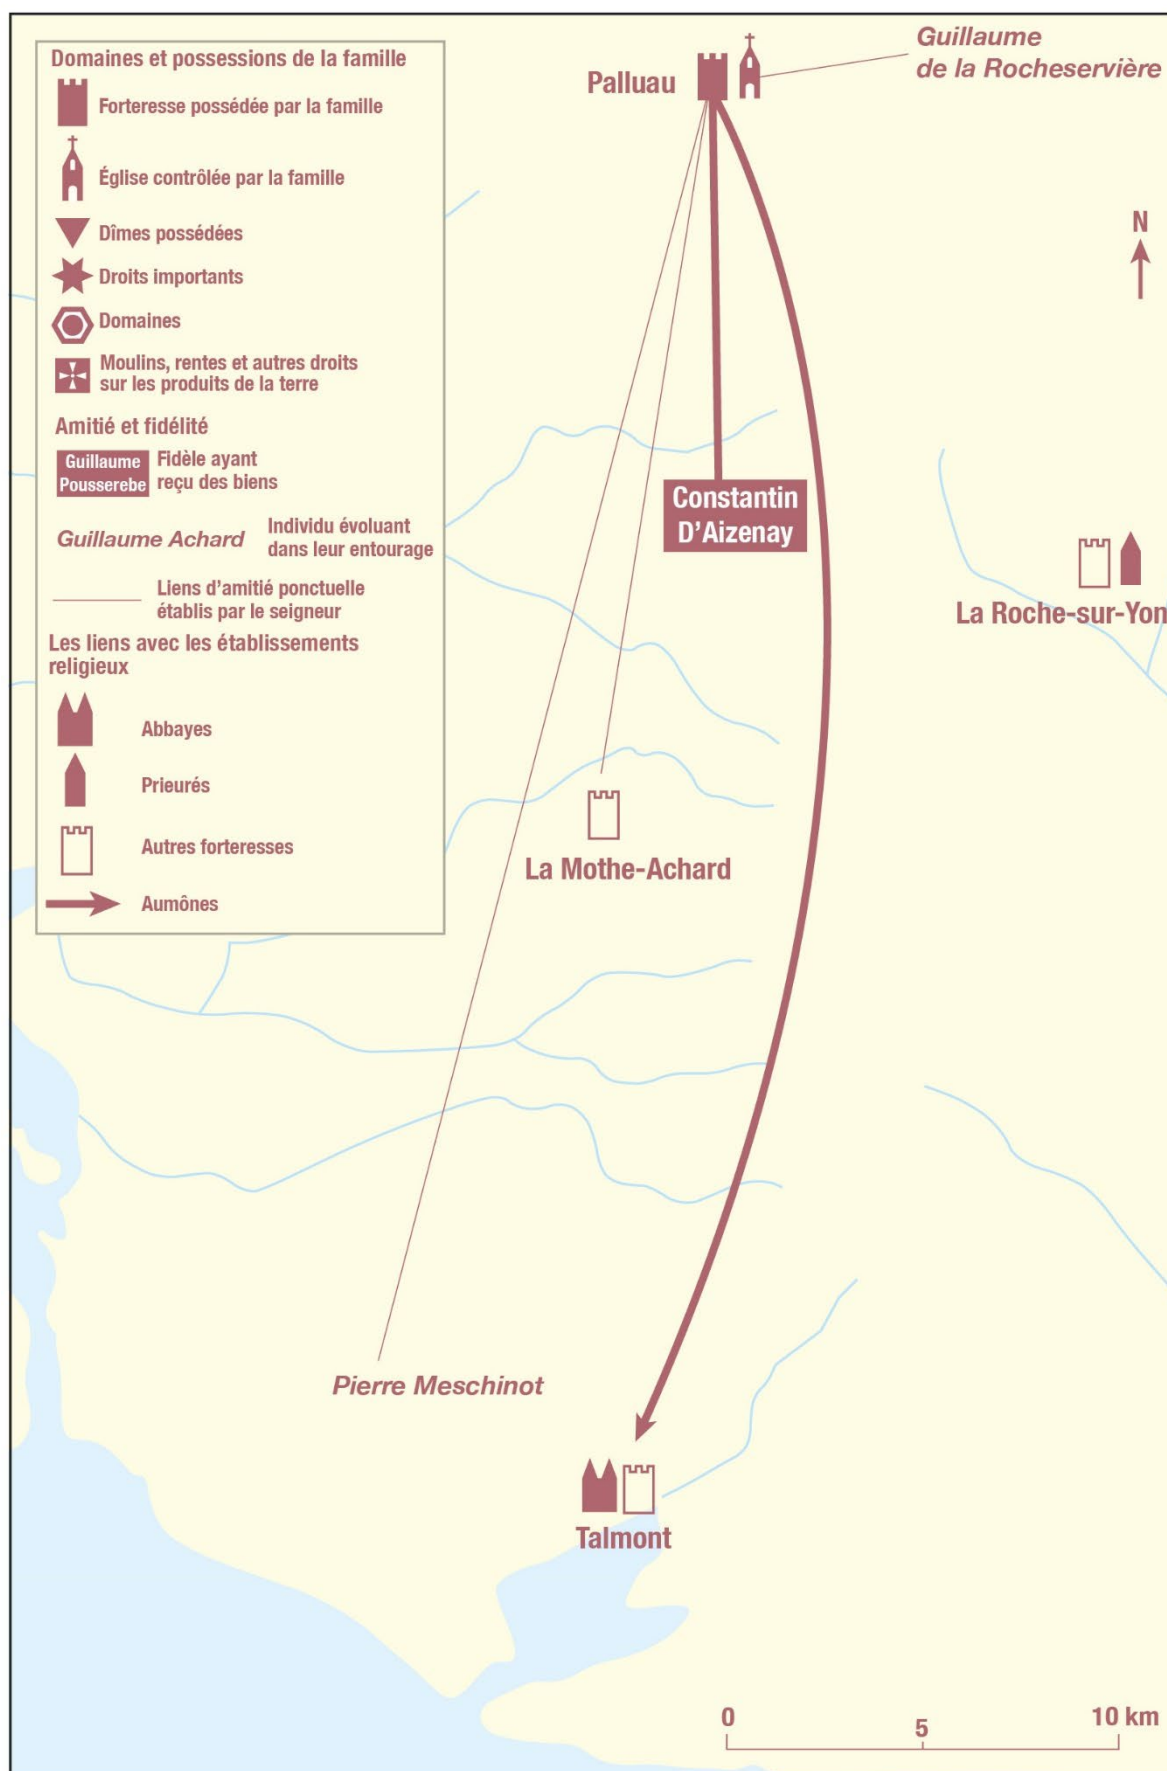 Domaines et possessions de la famille
Forteresse possédée par la famille
Église contrôlée par la famille
Dîmes possédées
Droits importants
Domaines
Moulins, rentes et autres droits
sur les produits de la terre
Amitié et fidélité
Guillaume
Pousserebe
Fidèle ayant
reçu des biens
Guillaume Achard
Individu évoluant
dans leur entourage
Liens d'amitié ponctuelle
établis par le seigneur
Les liens avec les établissements
religieux
Abbayes
Prieurés
Autres forteresses
Aumônes
Palluau
Guillaume
de la Rocheservière
N
Constantin
D'Aizenay
La Roche-sur-Yon
La Mothe-Achard
Pierre Meschinot
Talmont
0
5
10 km